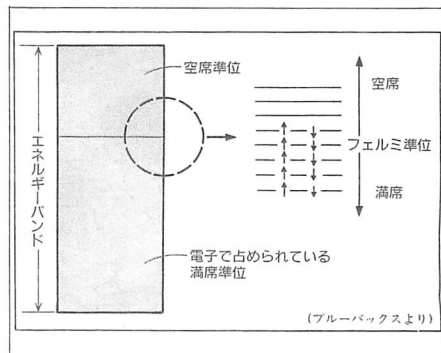 空席準位
空席
フェルミ準位
満席
エネルギーバンド
電子で占められている
満席準位
(ブルーバックスより)